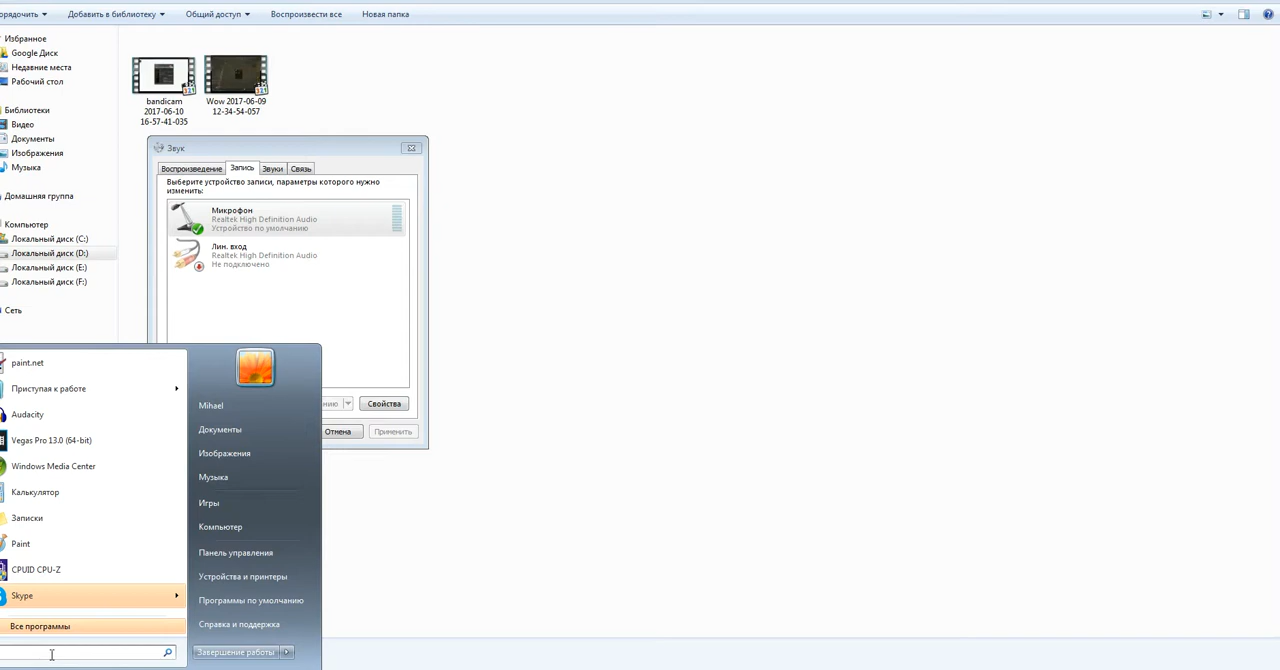 орядочить
Добавить в библиотеку
Общий доступ
Воспроизвести все
Новая папка
Избранное
Google Диск
Недавние места
Рабочий стол
Библиотеки
Видео
Документы
Изображения
Музыка
Домашняя группа
Компьютер
Локальный диск (C:)
Локальный диск (D:)
Локальный диск (E:)
Локальный диск (F:)
Сеть
bandicam
2017-06-10
16-57-41-035
Wow 2017-06-09
12-34-54-057
Звук
Воспроизведение
Запись
Звуки
Связь
Выберите устройство записи, параметры которого нужно
изменить:
Микрофон
Realtek High Definition Audio
Устройство по умолчанию
Лин. вход
Realtek High Definition Audio
Не подключено
нию
Свойства
Отмена
Применить
paint.net
Приступая к работе
Audacity
Vegas Pro 13.0 (64-bit)
Windows Media Center
Калькулятор
Записки
Paint
CPUID CPU-Z
Skype
Все программы
Mihael
Документы
Изображения
Музыка
Игры
Компьютер
Панель управления
Устройства и принтеры
Программы по умолчанию
Справка и поддержка
Завершение работы